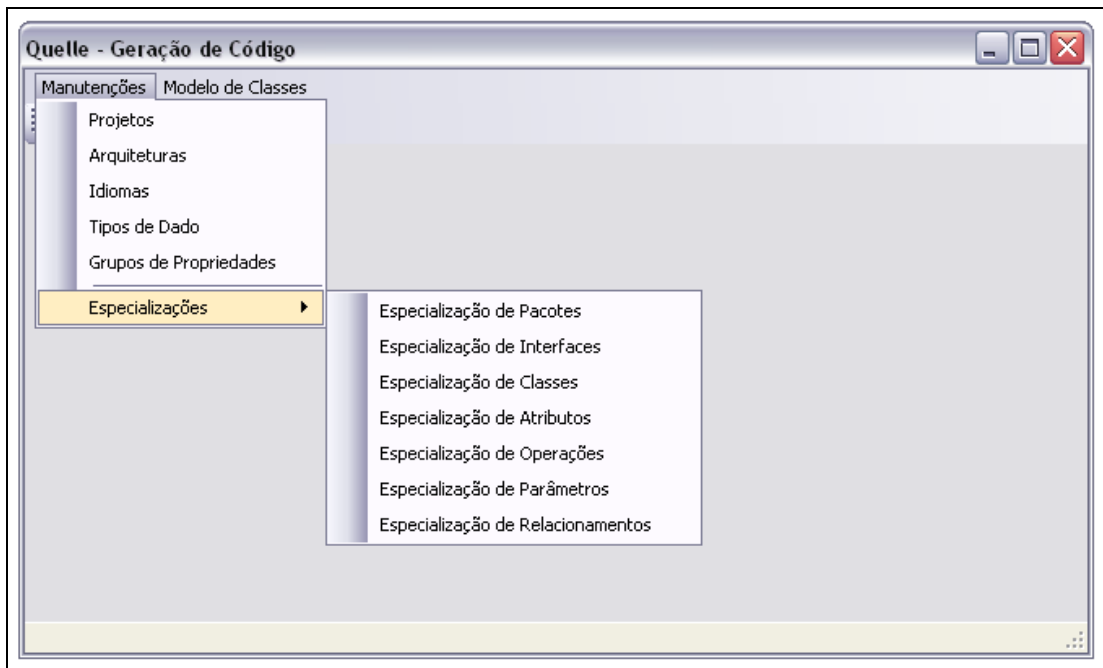 Quelle - Geração de Código
Manutenções Modelo de Classes
Projetos
Arquiteturas
Idiomas
Tipos de Dado
Grupos de Propriedades
Especializações
Especialização de Pacotes
Especialização de Interfaces
Especialização de Classes
Especialização de Atributos
Especialização de Operações
Especialização de Parâmetros
Especialização de Relacionamentos